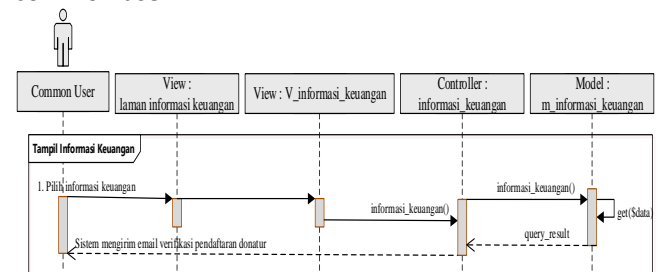 Common User
View :
laman informasi keuangan
View : V_informasi_keuangan
Controller :
informasi_keuangan
Model :
m_informasi_keuangan
Tampil Informasi Keuangan
1. Pilih informasi keuangan
informasi_keuangan()
informasi_keuangan()
get($data)
query_result
Sistem mengirim email verifikasi pendaftaran donatur